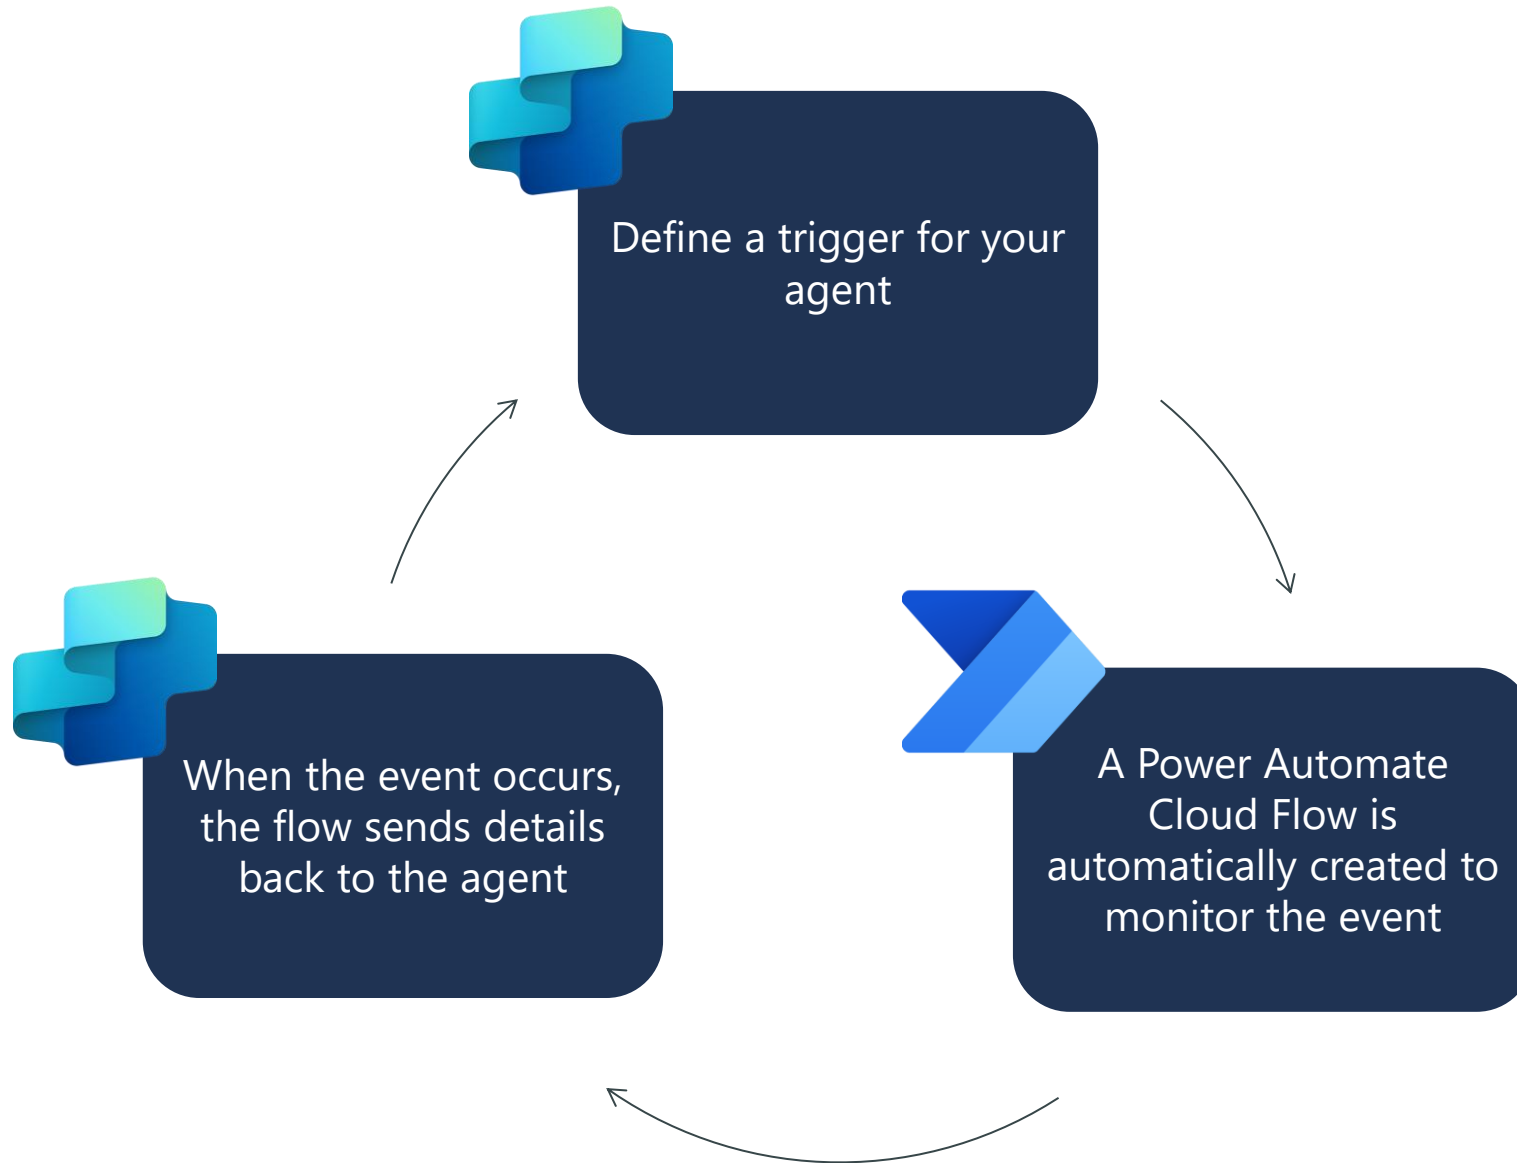 Define a trigger for your
agent
When the event occurs,
the flow sends details
back to the agent
A Power Automate
Cloud Flow is
automatically created to
monitor the event